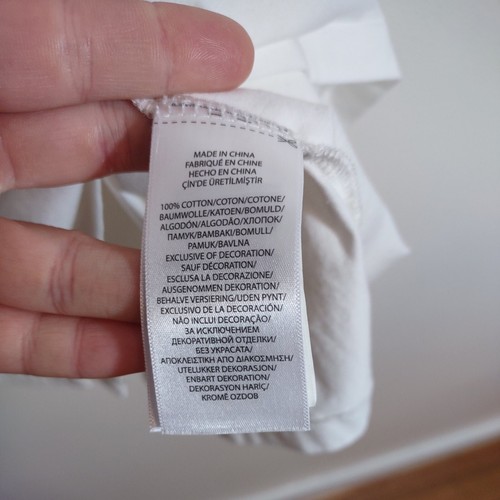 MADE IN CHINA
FABRIQUÉ EN CHINE
HECHO EN CHINA
ÇİN'DE ÜRETİLMİŞTİR
100% COTTON/COTON/COTONE/
BAUMWOLLE/KATOEN/BOMULD/
ALGODÓN/ALGODÃO/ХЛОПОК/
ПАМУК/BAMBAKI/BOMULL/
PAMUK/BAVLNA
EXCLUSIVE OF DECORATION/
SAUF DÉCORATION/
ESCLUSA LA DECORAZIONE/
AUSGENOMMEN DEKORATION/
BEHALVE VERSIERING/UDEN PYNT/
EXCLUSIVO DE LA DECORACIÓN/
NÃO INCLUI DECORAÇÃO/
ЗА ИСКЛЮЧЕНИЕМ
ДЕКОРАТИВНОЙ ОТДЕЛКИ/
БЕЗ УКРАСАТА/
ΑΠΟΚΛΕΙΣΤΙΚΗ ΑΠΟ ΔΙΑΚΟΣΜΗΣΗ/
UTELUKKER DEKORASJON/
ENBART DEKORATION/
DEKORASYON HARİÇ/
KROMĚ OZDOB